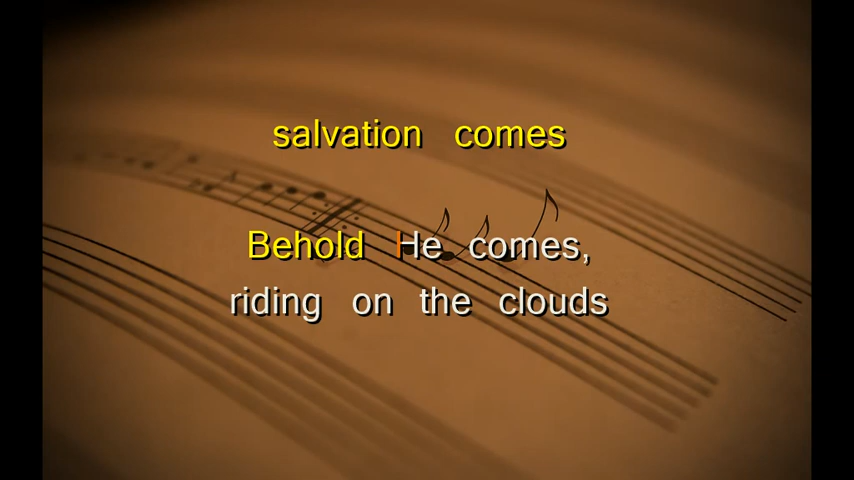 salvation comes
Behold He comes,
riding on the clouds